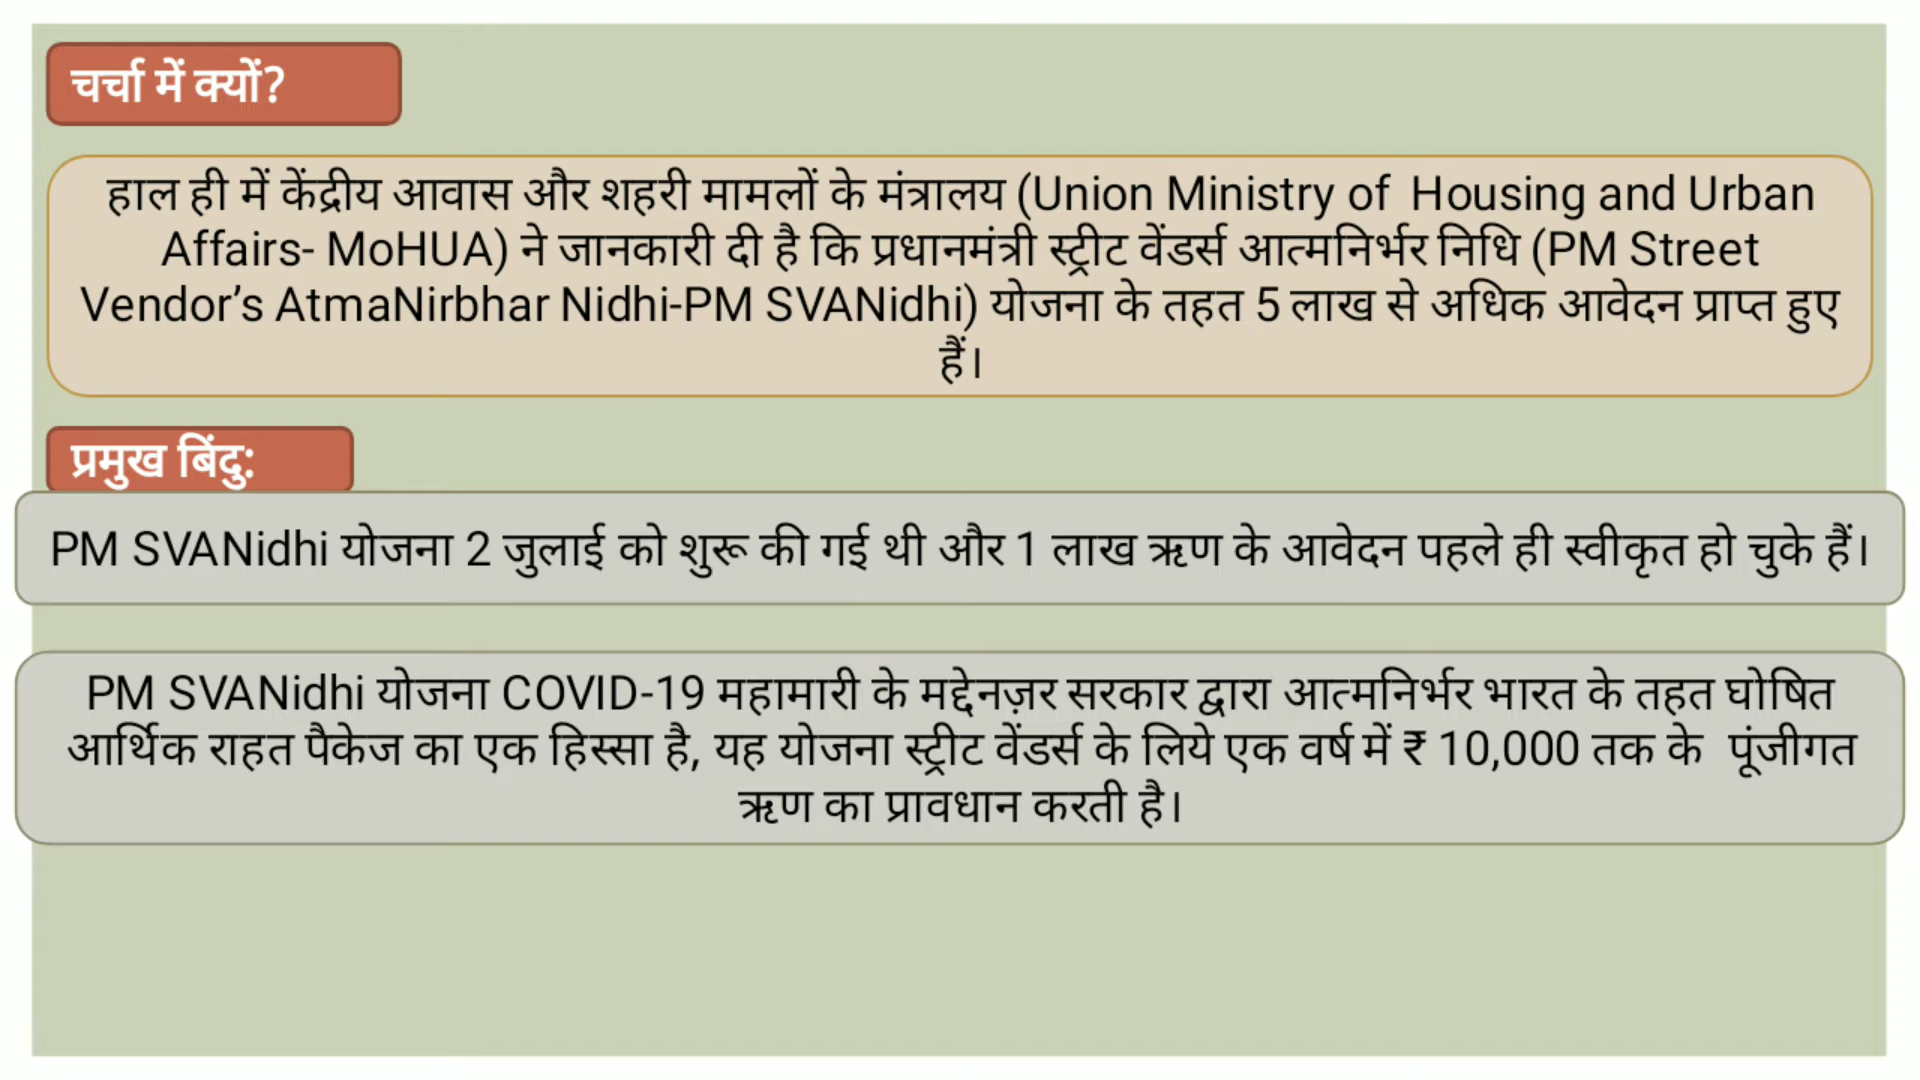 चर्चा में क्यों?
हाल ही में केंद्रीय आवास और शहरी मामलों के मंत्रालय (Union Ministry of Housing and Urban
Affairs- MoHUA) ने जानकारी दी है कि प्रधानमंत्री स्ट्रीट वेंडर्स आत्मनिर्भर निधि (PM Street
Vendor’s AtmaNirbhar Nidhi-PM SVANidhi) योजना के तहत 5 लाख से अधिक आवेदन प्राप्त हुए
हैं।
प्रमुख बिंदु:
PM SVANidhi योजना 2 जुलाई को शुरू की गई थी और 1 लाख ऋण के आवेदन पहले ही स्वीकृत हो चुके हैं।
PM SVANidhi योजना COVID-19 महामारी के मद्देनज़र सरकार द्वारा आत्मनिर्भर भारत के तहत घोषित
आर्थिक राहत पैकेज का एक हिस्सा है, यह योजना स्ट्रीट वेंडर्स के लिये एक वर्ष में ₹ 10,000 तक के पूंजीगत
ऋण का प्रावधान करती है।